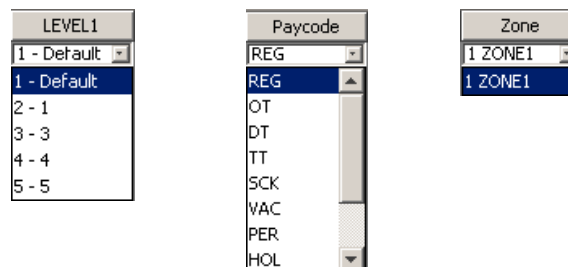 LEVEL1
1 - Default
1 - Default
2 - 1
3 - 3
4 - 4
5 - 5
Paycode
REG
REG
OT
DT
TT
SCK
VAC
PER
HOL
Zone
1 ZONE1
1 ZONE1